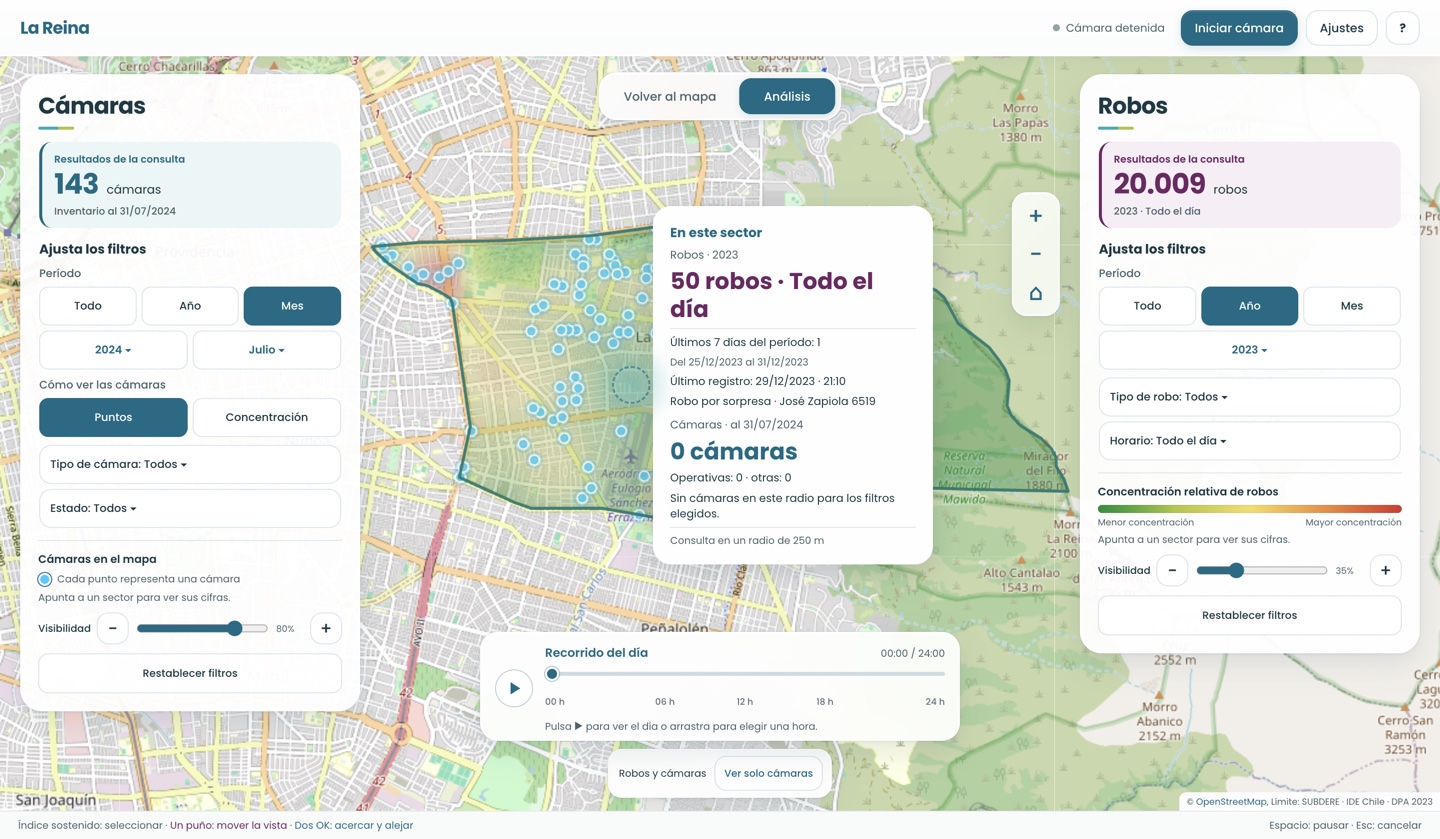 La Reina
Cámara detenida
Iniciar cámara
Ajustes
?
Cámaras
Resultados de la consulta
143 cámaras
Inventario al 31/07/2024
Ajusta los filtros
Período
Todo
Año
Mes
2024
Julio
Cómo ver las cámaras
Puntos
Concentración
Tipo de cámara: Todos
Estado: Todos
Cámaras en el mapa
Cada punto representa una cámara
Apunta a un sector para ver sus cifras.
Visibilidad
−
80%
+
Restablecer filtros
Volver al mapa
Análisis
Cerro Chacarillas
Morro
Las Papas
1380 m
+
−
En este sector
Robos · 2023
50 robos · Todo el
día
Últimos 7 días del período: 1
Del 25/12/2023 al 31/12/2023
Último registro: 29/12/2023 · 21:10
Robo por sorpresa · José Zapiola 6519
Cámaras · al 31/07/2024
0 cámaras
Operativas: 0 · otras: 0
Sin cámaras en este radio para los filtros
elegidos.
Consulta en un radio de 250 m
Reserva
Natural
Municipal
Mawida
Alto Cantalao
1543 m
Peñalolén
42
42
San Joaquín
Recorrido del día
00:00 / 24:00
00 h
06 h
12 h
18 h
24 h
Pulsa ▶ para ver el día o arrastra para elegir una hora.
Robos y cámaras
Ver solo cámaras
Robos
Resultados de la consulta
20.009 robos
2023 · Todo el día
Ajusta los filtros
Período
Todo
Año
Mes
2023
Tipo de robo: Todos
Horario: Todo el día
Concentración relativa de robos
Menor concentración
Mayor concentración
Apunta a un sector para ver sus cifras.
Visibilidad
−
35%
+
Restablecer filtros
2552 m
Morro
Abanico
2152 m
Cerro San
Ramón
3253 m
© OpenStreetMap, Límite: SUBDERE · IDE Chile · DPA 2023
Índice sostenido: seleccionar · Un puño: mover la vista · Dos OK: acercar y alejar
Espacio: pausar · Esc: cancelar